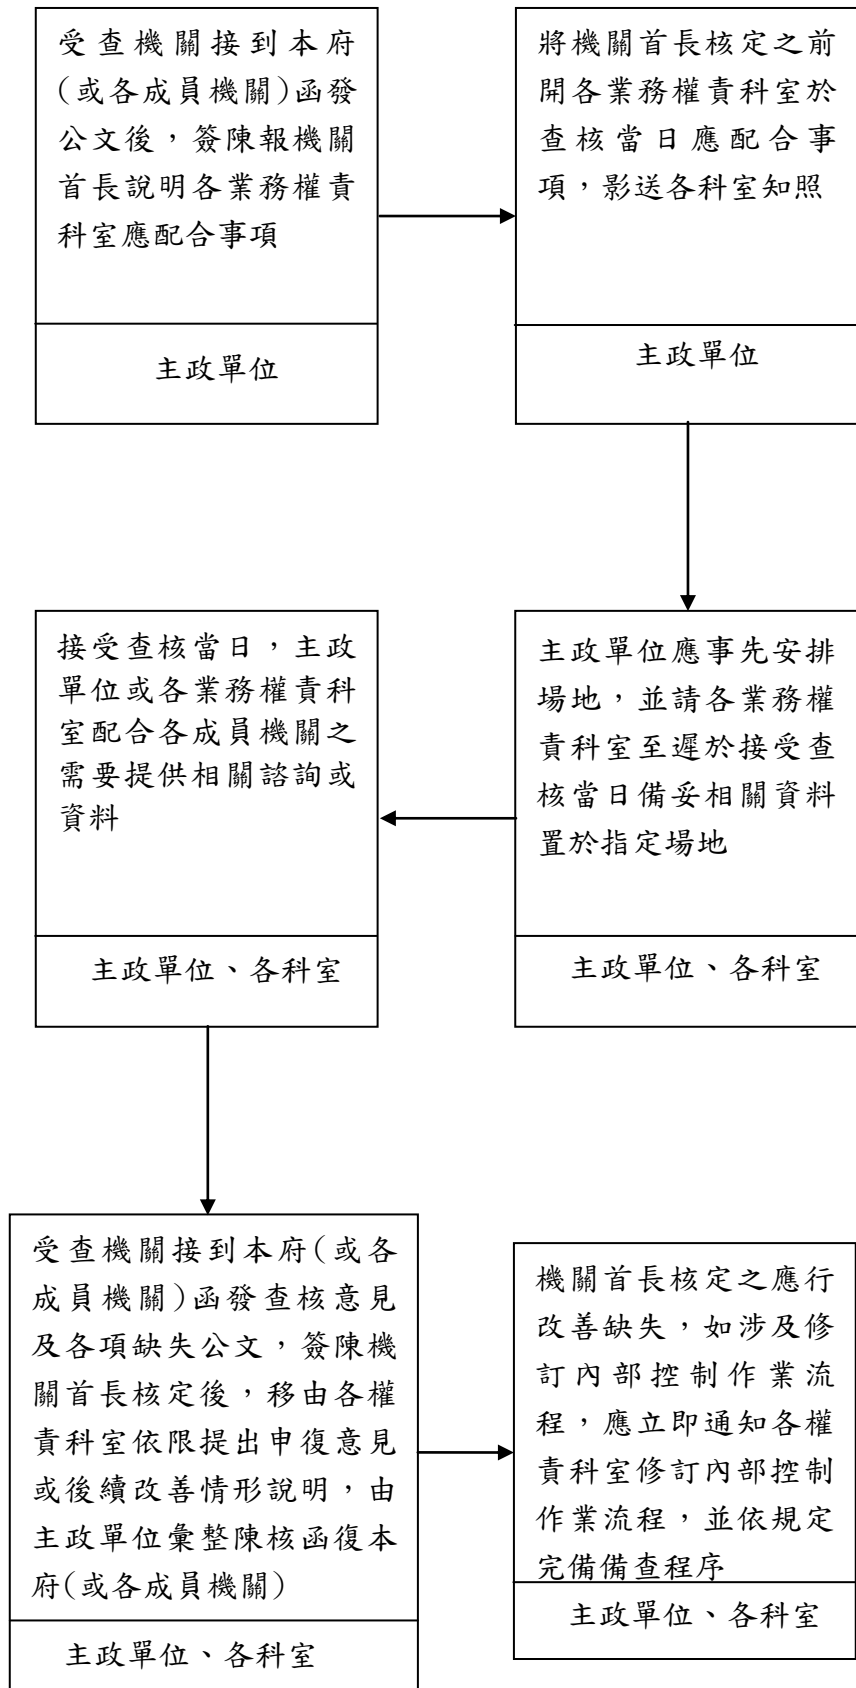 受查機關接到本府
(或各成員機關)函發
公文後，簽陳報機關
首長說明各業務權責
科室應配合事項
主政單位
將機關首長核定之前
開各業務權責科室於
查核當日應配合事
項，影送各科室知照
主政單位
主政單位應事先安排
場地，並請各業務權
責科室至遲於接受查
核當日備妥相關資料
置於指定場地
主政單位、各科室
接受查核當日，主政
單位或各業務權責科
室配合各成員機關之
需要提供相關諮詢或
資料
主政單位、各科室
受查機關接到本府(或各
成員機關)函發查核意見
及各項缺失公文，簽陳機
關首長核定後，移由各權
責科室依限提出申復意見
或後續改善情形說明，由
主政單位彙整陳核函復本
府(或各成員機關)
主政單位、各科室
機關首長核定之應行
改善缺失，如涉及修
訂內部控制作業流
程，應立即通知各權
責科室修訂內部控制
作業流程，並依規定
完備備查程序
主政單位、各科室